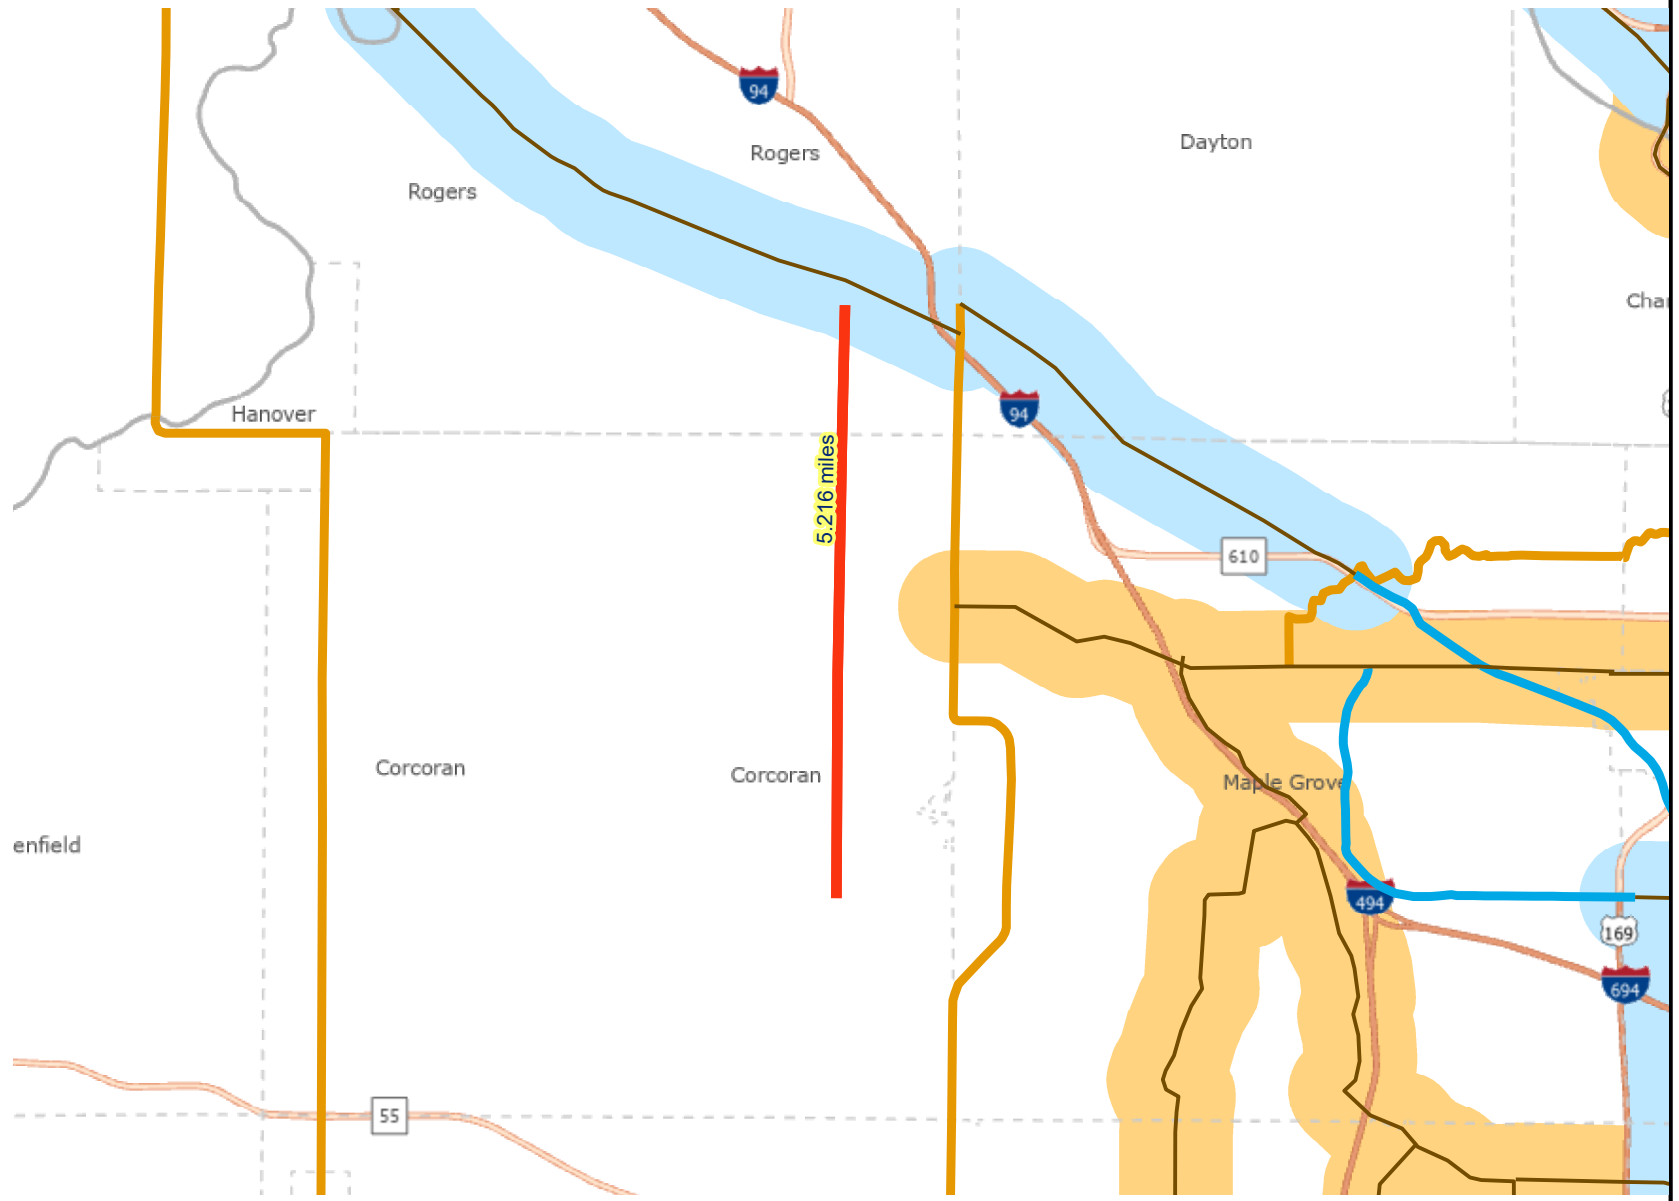 94
Dayton
Rogers
Rogers
Cha
94
Hanover
5.216 miles
610
Corcoran
Corcoran
Maple Grove
enfield
494
169
694
55